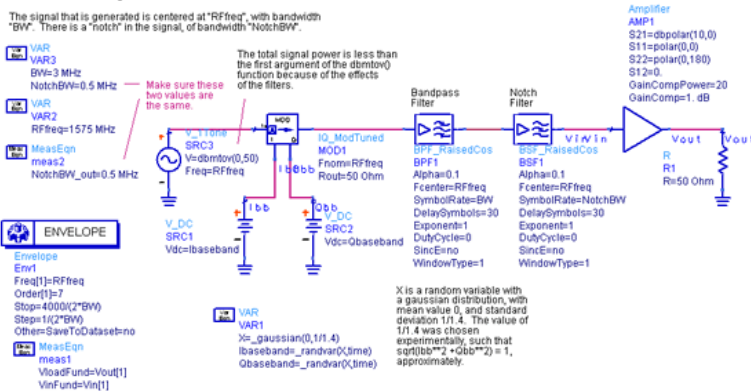 The signal that is generated is centered at "RFfreq", with bandwidth
"BW". There is a "notch" in the signal, of bandwidth "NotchBW".
VAR
VAR3
BW=3 MHz
NotchBW=0.5 MHz
VAR
VAR2
RFfreq=1575 MHz
MeasEqn
meas2
NotchBW_out=0.5 MHz
Make sure these
two values are
the same.
The total signal power is less than
the first argument of the dbmtov()
function because of the effects
of the filters.
V_1Tone
SRC3
V=dbmtov(0,50)
Freq=RFfreq
MOD
IQ_ModTuned
MOD1
Fnom=RFfreq
Rout=50 Ohm
Ibb
Qbb
V_DC
SRC1
Vdc=Ibaseband
V_DC
SRC2
Vdc=Qbaseband
Bandpass
Filter
BPF_RaisedCos
BPF1
Alpha=0.1
Fcenter=RFfreq
SymbolRate=BW
DelaySymbols=30
Exponent=1
DutyCycle=0
SincE=no
WindowType=1
Notch
Filter
BSF_RaisedCos
BSF1
Alpha=0.1
Fcenter=RFfreq
SymbolRate=NotchBW
DelaySymbols=30
Exponent=1
DutyCycle=0
SincE=no
WindowType=1
VinVin
Amplifier
AMP1
S21=dbpolar(10,0)
S11=polar(0,0)
S22=polar(0,180)
S12=0.
GainCompPower=20
GainComp=1. dB
Vout
Vout
R
R1
R=50 Ohm
ENVELOPE
Envelope
Env1
Freq[1]=RFfreq
Order[1]=7
Stop=4000/(2*BW)
Step=1/(2*BW)
Other=SaveToDataset=no
MeasEqn
meas1
VloadFund=Vout[1]
VinFund=Vin[1]
VAR
VAR1
X=_gaussian(0,1/1.4)
Ibaseband=_randvar(X,time)
Qbaseband=_randvar(X,time)
X is a random variable with
a gaussian distribution, with
mean value 0, and standard
deviation 1/1.4. The value of
1/1.4 was chosen
experimentally, such that
sqrt(Ibb**2 +Qbb**2) = 1,
approximately.